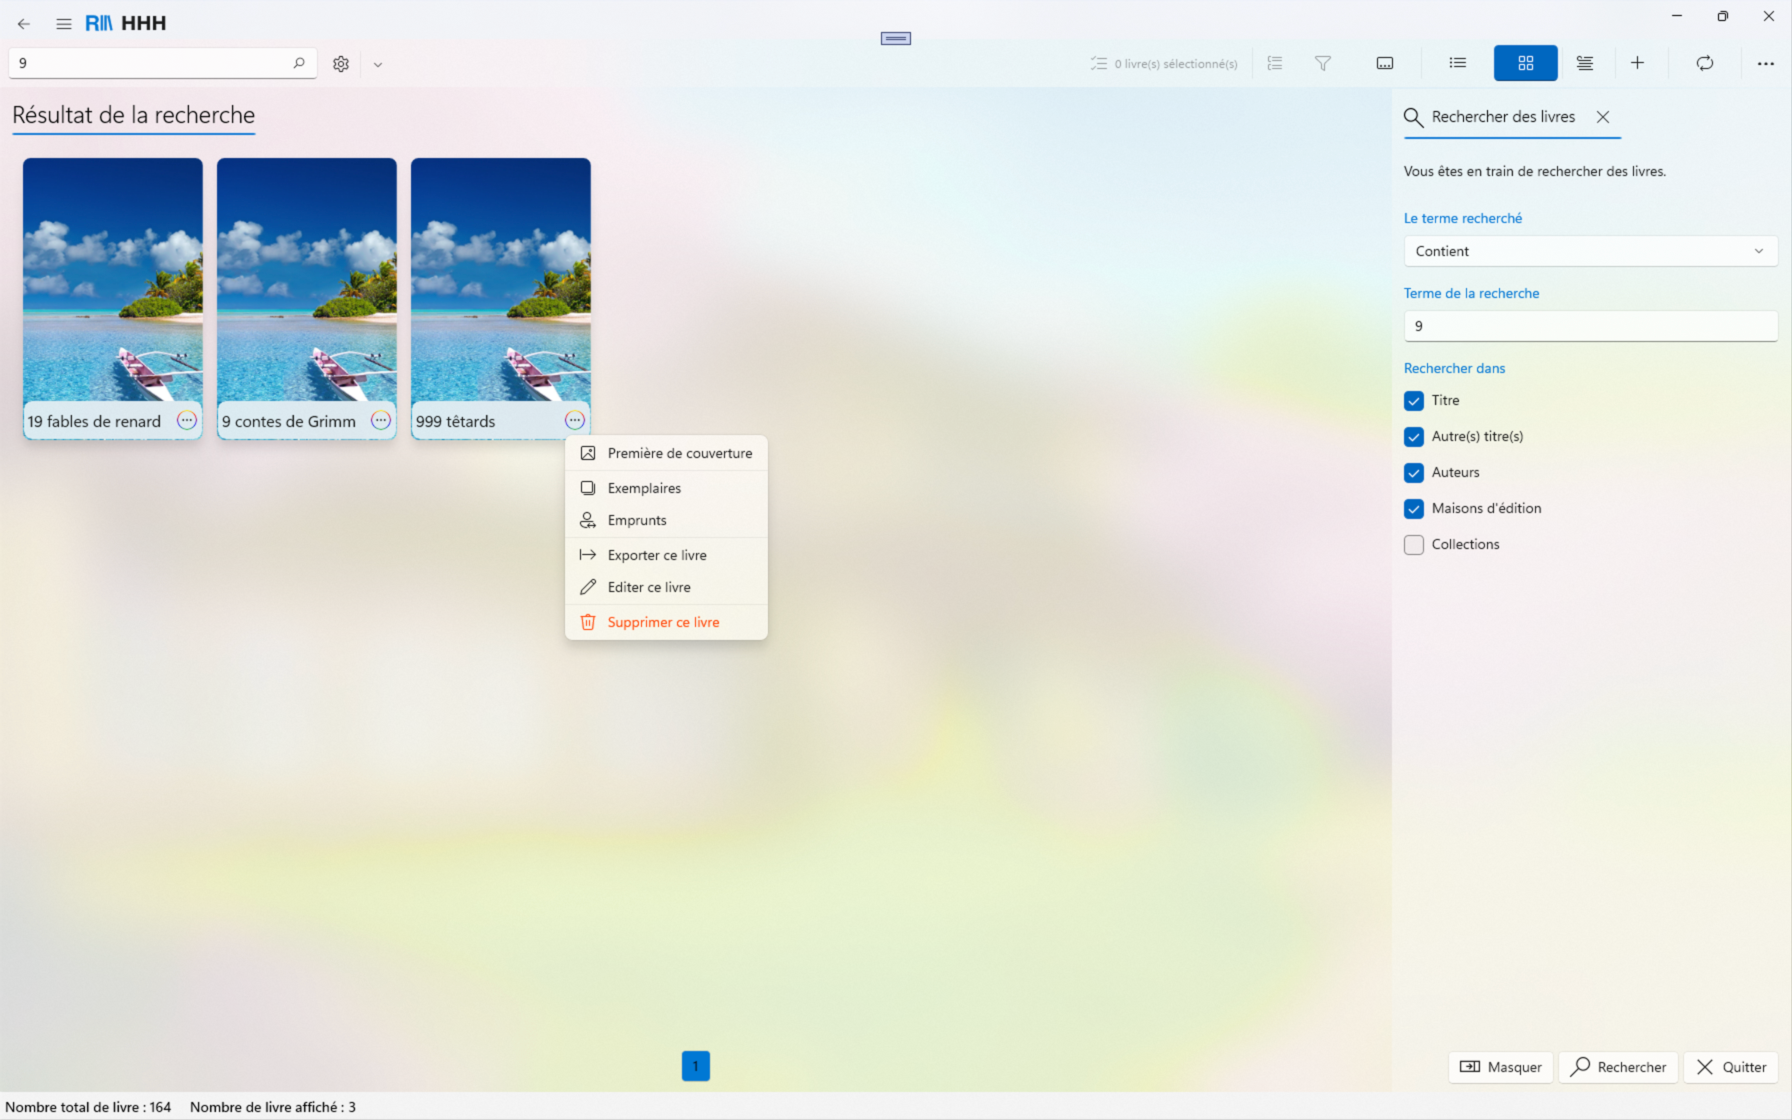 HHH
9
0 livre(s) sélectionné(s)
Résultat de la recherche
19 fables de renard
9 contes de Grimm
999 têtards
Première de couverture
Exemplaires
Emprunts
Exporter ce livre
Editer ce livre
Supprimer ce livre
1
Rechercher des livres
Vous êtes en train de rechercher des livres.
Le terme recherché
Contient
Terme de la recherche
9
Rechercher dans
Titre
Autre(s) titre(s)
Auteurs
Maisons d'édition
Collections
Masquer
Rechercher
Quitter
Nombre total de livre : 164
Nombre de livre affiché : 3